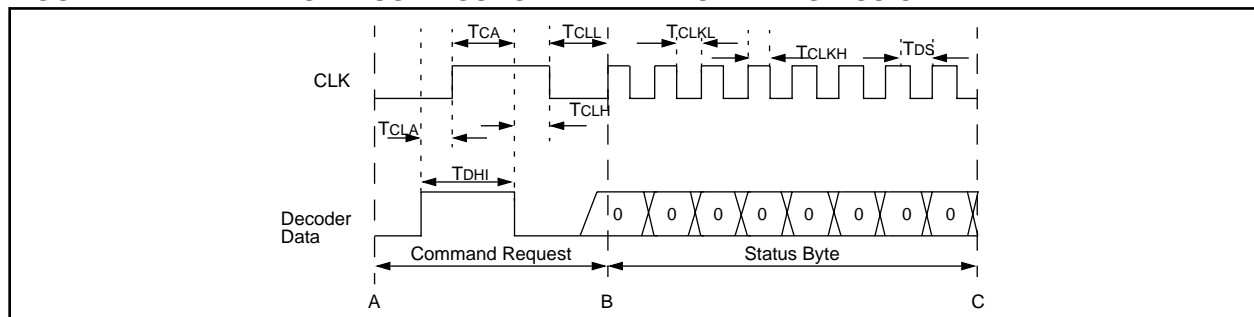 TCA TCLL TCLKL TCLKH TDS
CLK
TCLH
TCLA
TDHI
Decoder
Data
0 0 0 0 0 0 0 0
Command Request Status Byte
A B C